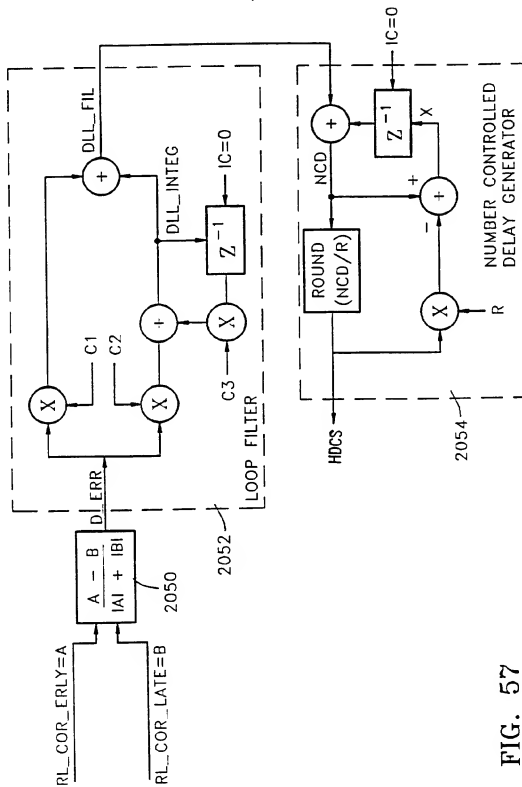 RL_COR_ERLY=A
RL_COR_LATE=B
A - B
|A| + |B|
2050
D_ERR
2052
LOOP FILTER
X
C1
C2
X
+
C3
X
Z⁻¹
IC=0
DLL_INTEG
+
DLL_FIL
+
NCD
Z⁻¹
IC=0
X
ROUND
(NCD/R)
+
-
+
X
R
HDCS
2054
NUMBER CONTROLLED
DELAY GENERATOR
FIG. 57